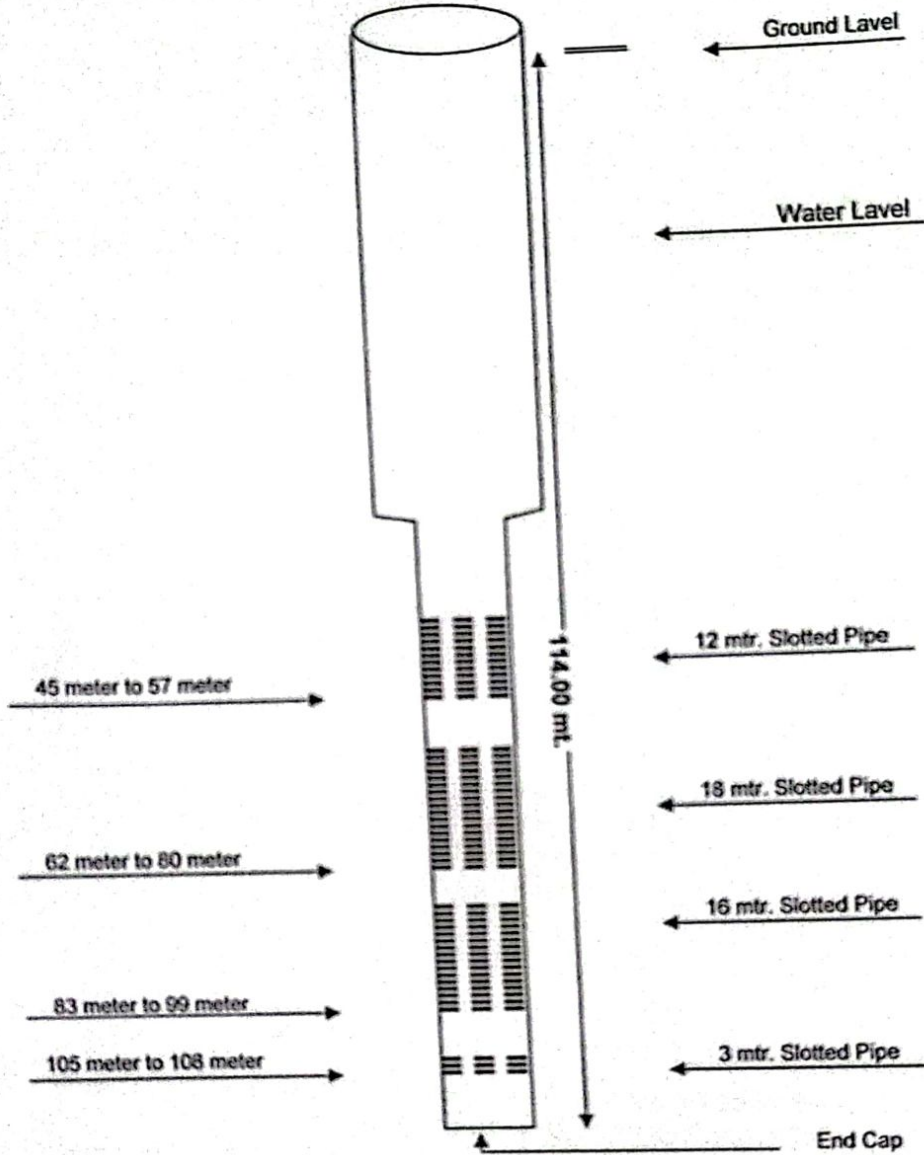 Ground Lavel
Water Lavel
12 mtr. Slotted Pipe
114.00 mt.
45 meter to 57 meter
18 mtr. Slotted Pipe
62 meter to 80 meter
16 mtr. Slotted Pipe
83 meter to 99 meter
3 mtr. Slotted Pipe
105 meter to 108 meter
End Cap